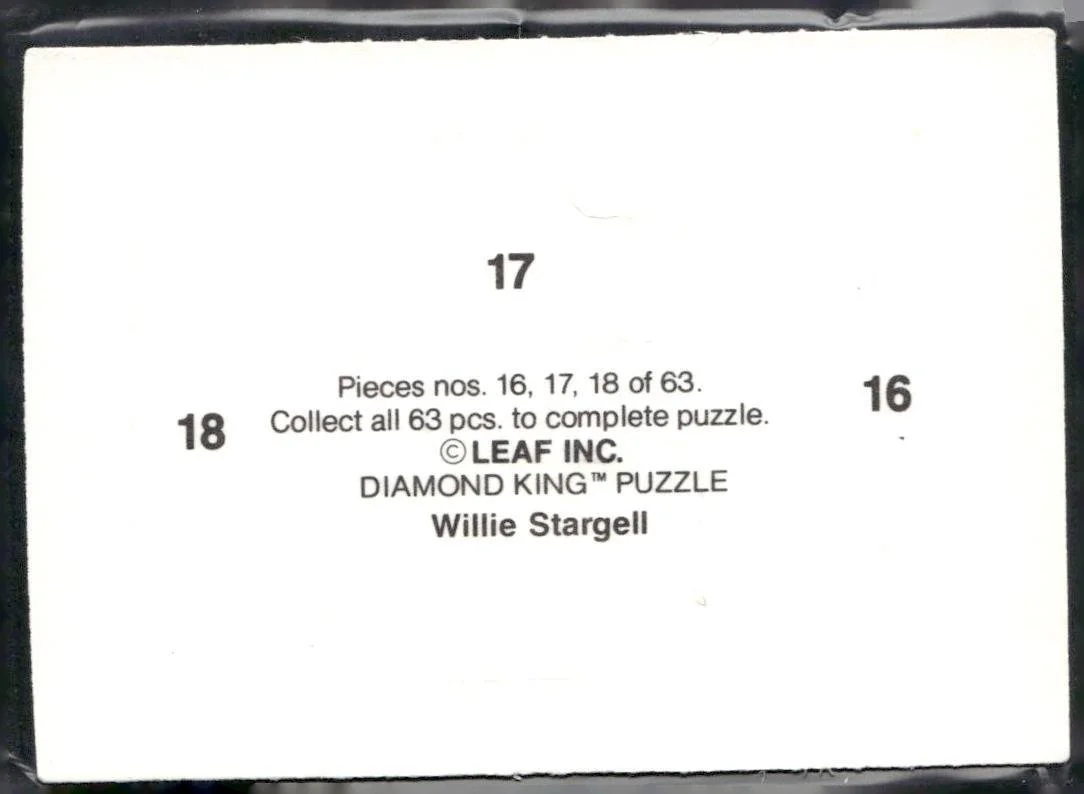 17
Pieces nos. 16, 17, 18 of 63.
16
18
Collect all 63 pcs. to complete puzzle.
© LEAF INC.
DIAMOND KING™ PUZZLE
Willie Stargell